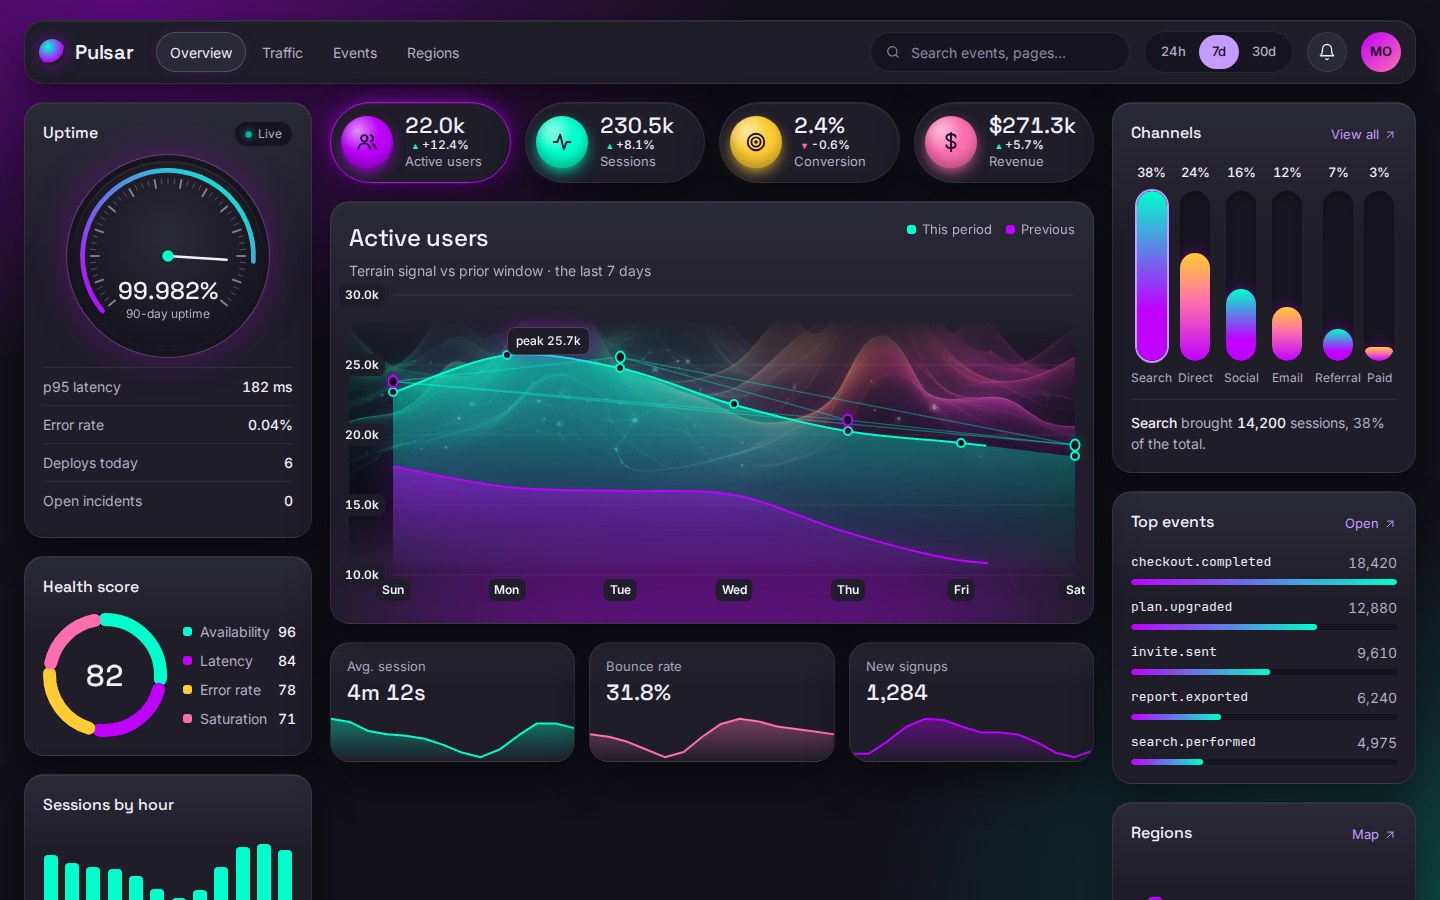 Pulsar
Overview
Traffic
Events
Regions
Search events, pages...
24h
7d
30d
MO
Uptime
Live
99.982%
90-day uptime
p95 latency 182 ms
Error rate 0.04%
Deploys today 6
Open incidents 0
Health score
82
Availability 96
Latency 84
Error rate 78
Saturation 71
Sessions by hour
22.0k
+12.4%
Active users
230.5k
+8.1%
Sessions
2.4%
-0.6%
Conversion
$271.3k
+5.7%
Revenue
Active users
This period
Previous
Terrain signal vs prior window · the last 7 days
30.0k
25.0k
20.0k
15.0k
10.0k
peak 25.7k
Sun Mon Tue Wed Thu Fri Sat
Avg. session
4m 12s
Bounce rate
31.8%
New signups
1,284
Channels
View all
38% 24% 16% 12% 7% 3%
Search Direct Social Email Referral Paid
Search brought 14,200 sessions, 38%
of the total.
Top events
Open
checkout.completed 18,420
plan.upgraded 12,880
invite.sent 9,610
report.exported 6,240
search.performed 4,975
Regions
Map